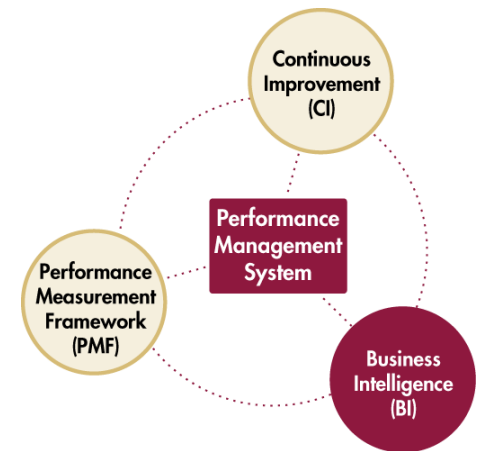 Continuous
Improvement
(CI)
Performance
Management
System
Performance
Measurement
Framework
(PMF)
Business
Intelligence
(BI)